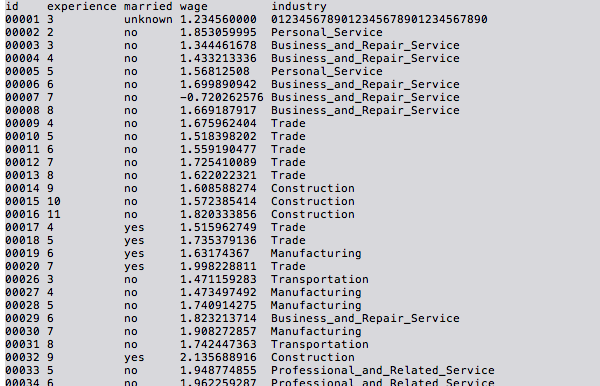 id experience married wage industry
00001 3 unknown 1.234560000 0123456789012345678901234567890
00002 2 no 1.853059995 Personal_Service
00003 3 no 1.344461678 Business_and_Repair_Service
00004 4 no 1.433213336 Business_and_Repair_Service
00005 5 no 1.56812508 Personal_Service
00006 6 no 1.699890942 Business_and_Repair_Service
00007 7 no -0.720262576 Business_and_Repair_Service
00008 8 no 1.669187917 Business_and_Repair_Service
00009 4 no 1.675962404 Trade
00010 5 no 1.518398202 Trade
00011 6 no 1.559190477 Trade
00012 7 no 1.725410089 Trade
00013 8 no 1.622022321 Trade
00014 9 no 1.608588274 Construction
00015 10 no 1.572385414 Construction
00016 11 no 1.820333856 Construction
00017 4 yes 1.515962749 Trade
00018 5 yes 1.735379136 Trade
00019 6 yes 1.63174367 Manufacturing
00020 7 yes 1.998228811 Trade
00026 3 no 1.471159283 Transportation
00027 4 no 1.473497492 Manufacturing
00028 5 no 1.740914275 Manufacturing
00029 6 no 1.823213714 Business_and_Repair_Service
00030 7 no 1.908272857 Manufacturing
00031 8 no 1.742447363 Transportation
00032 9 yes 2.135688916 Construction
00033 5 no 1.948774855 Professional_and_Related_Service
00034 6 no 1.962259287 Professional_and_Related_Service